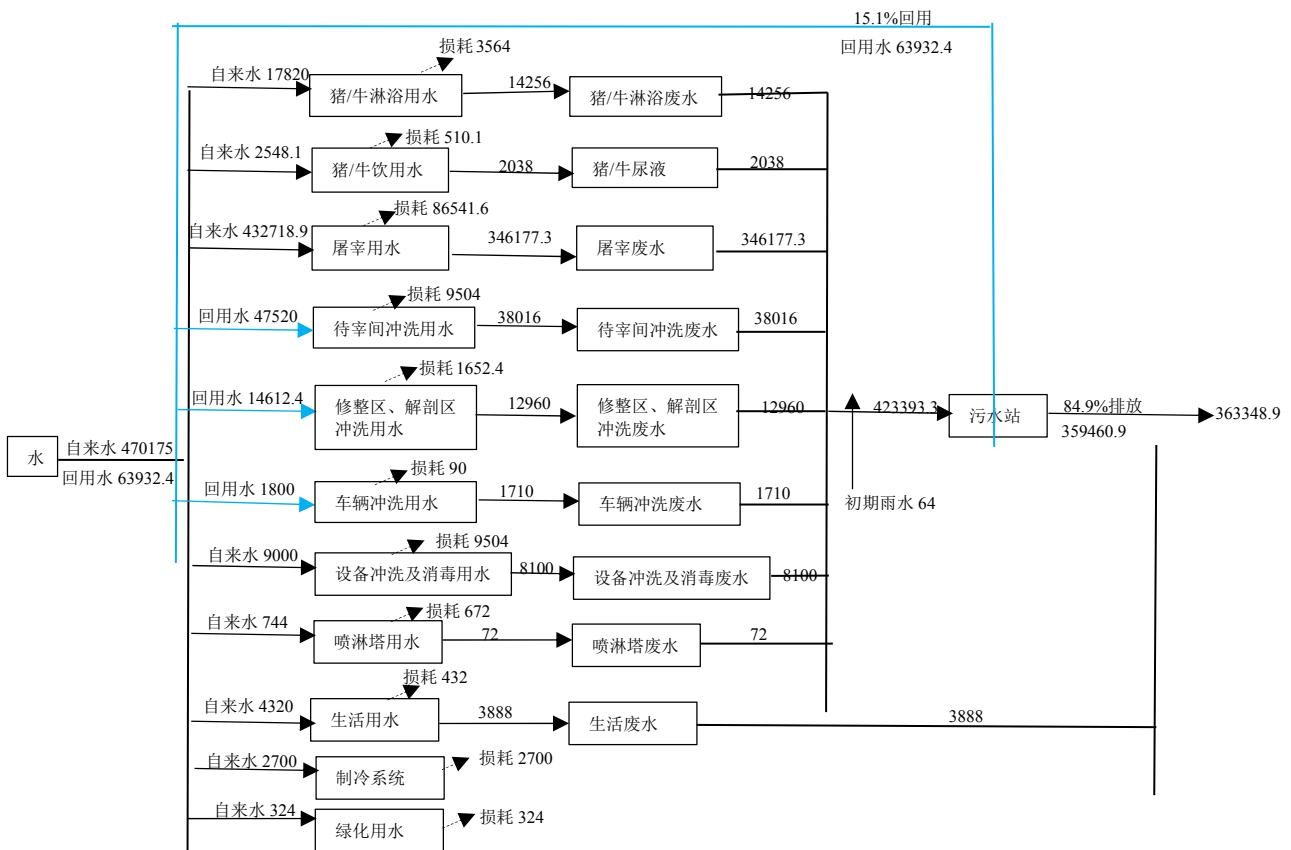 15.1%回用
回用水 63932.4
损耗 3564
自来水 17820
猪/牛淋浴用水
14256
猪/牛淋浴废水
14256
损耗 510.1
自来水 2548.1
猪/牛饮用水
2038
猪/牛尿液
2038
损耗 86541.6
自来水 432718.9
屠宰用水
346177.3
屠宰废水
346177.3
损耗 9504
回用水 47520
待宰间冲洗用水
38016
待宰间冲洗废水
38016
损耗 1652.4
回用水 14612.4
修整区、解剖区
冲洗用水
12960
修整区、解剖区
冲洗废水
12960
423393.3
污水站
84.9%排放
359460.9
363348.9
水
自来水 470175
回用水 63932.4
损耗 90
回用水 1800
车辆冲洗用水
1710
车辆冲洗废水
1710
初期雨水 64
损耗 9504
自来水 9000
设备冲洗及消毒用水
8100
设备冲洗及消毒废水
8100
损耗 672
自来水 744
喷淋塔用水
72
喷淋塔废水
72
损耗 432
自来水 4320
生活用水
3888
生活废水
3888
自来水 2700
制冷系统
损耗 2700
自来水 324
绿化用水
损耗 324